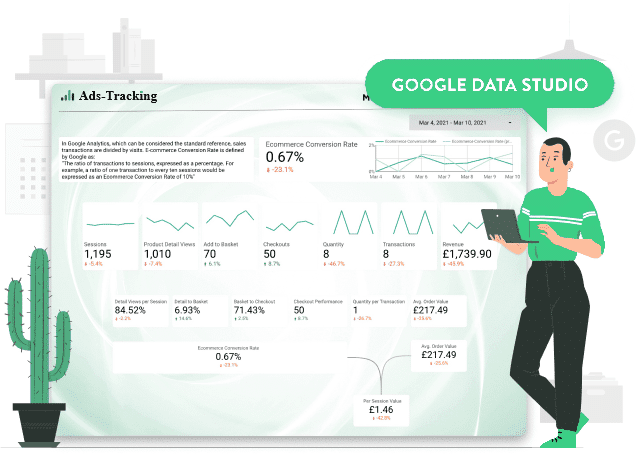 GOOGLE DATA STUDIO
Ads-Tracking
M
Mar 4, 2021 - Mar 10, 2021
In Google Analytics, which can be considered the standard reference, sales
transactions are divided by visits. E-commerce Conversion Rate is defined
by Google as:
"The ratio of transactions to sessions, expressed as a percentage. For
example, a ratio of one transaction to every ten sessions would be
expressed as an Ecommerce Conversion Rate of 10%"
Ecommerce Conversion Rate
0.67%
-23.1%
Ecommerce Conversion Rate
Ecommerce Conversion Rate
2%
0%
Mar 4 Mar 5 Mar 6 Mar 7 Mar 8 Mar 9 Mar 10
G
Sessions Product Detail Views Add to Basket Checkouts Quantity Transactions Revenue
1,195 1,010 70 50 8 8 £1,739.90
-5.4% -7.4% 6.1% 8.7% -46.7% -27.3% -45.9%
Detail Views per Session Detail to Basket Basket to Checkout Checkout Performance Quantity per Transaction Avg. Order Value
84.52% 6.93% 71.43% 50 1 £217.49
-2.2% 14.6% 2.3% 8.7% -26.7% -25.6%
Ecommerce Conversion Rate
0.67%
-23.1%
Avg. Order Value
£217.49
-25.6%
Per Session Value
£1.46
-42.8%